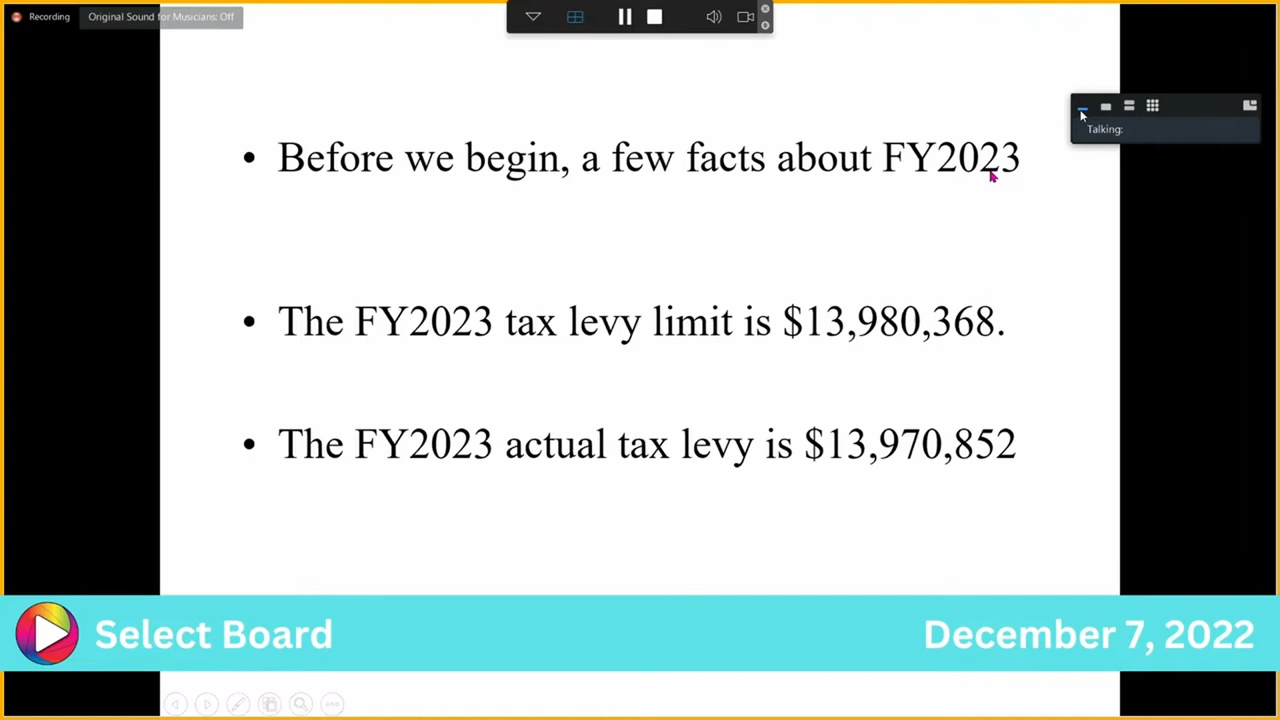 Recording
Original Sound for Musicians: Off
Talking:
• Before we begin, a few facts about FY2023
• The FY2023 tax levy limit is $13,980,368.
• The FY2023 actual tax levy is $13,970,852
Select Board
December 7, 2022